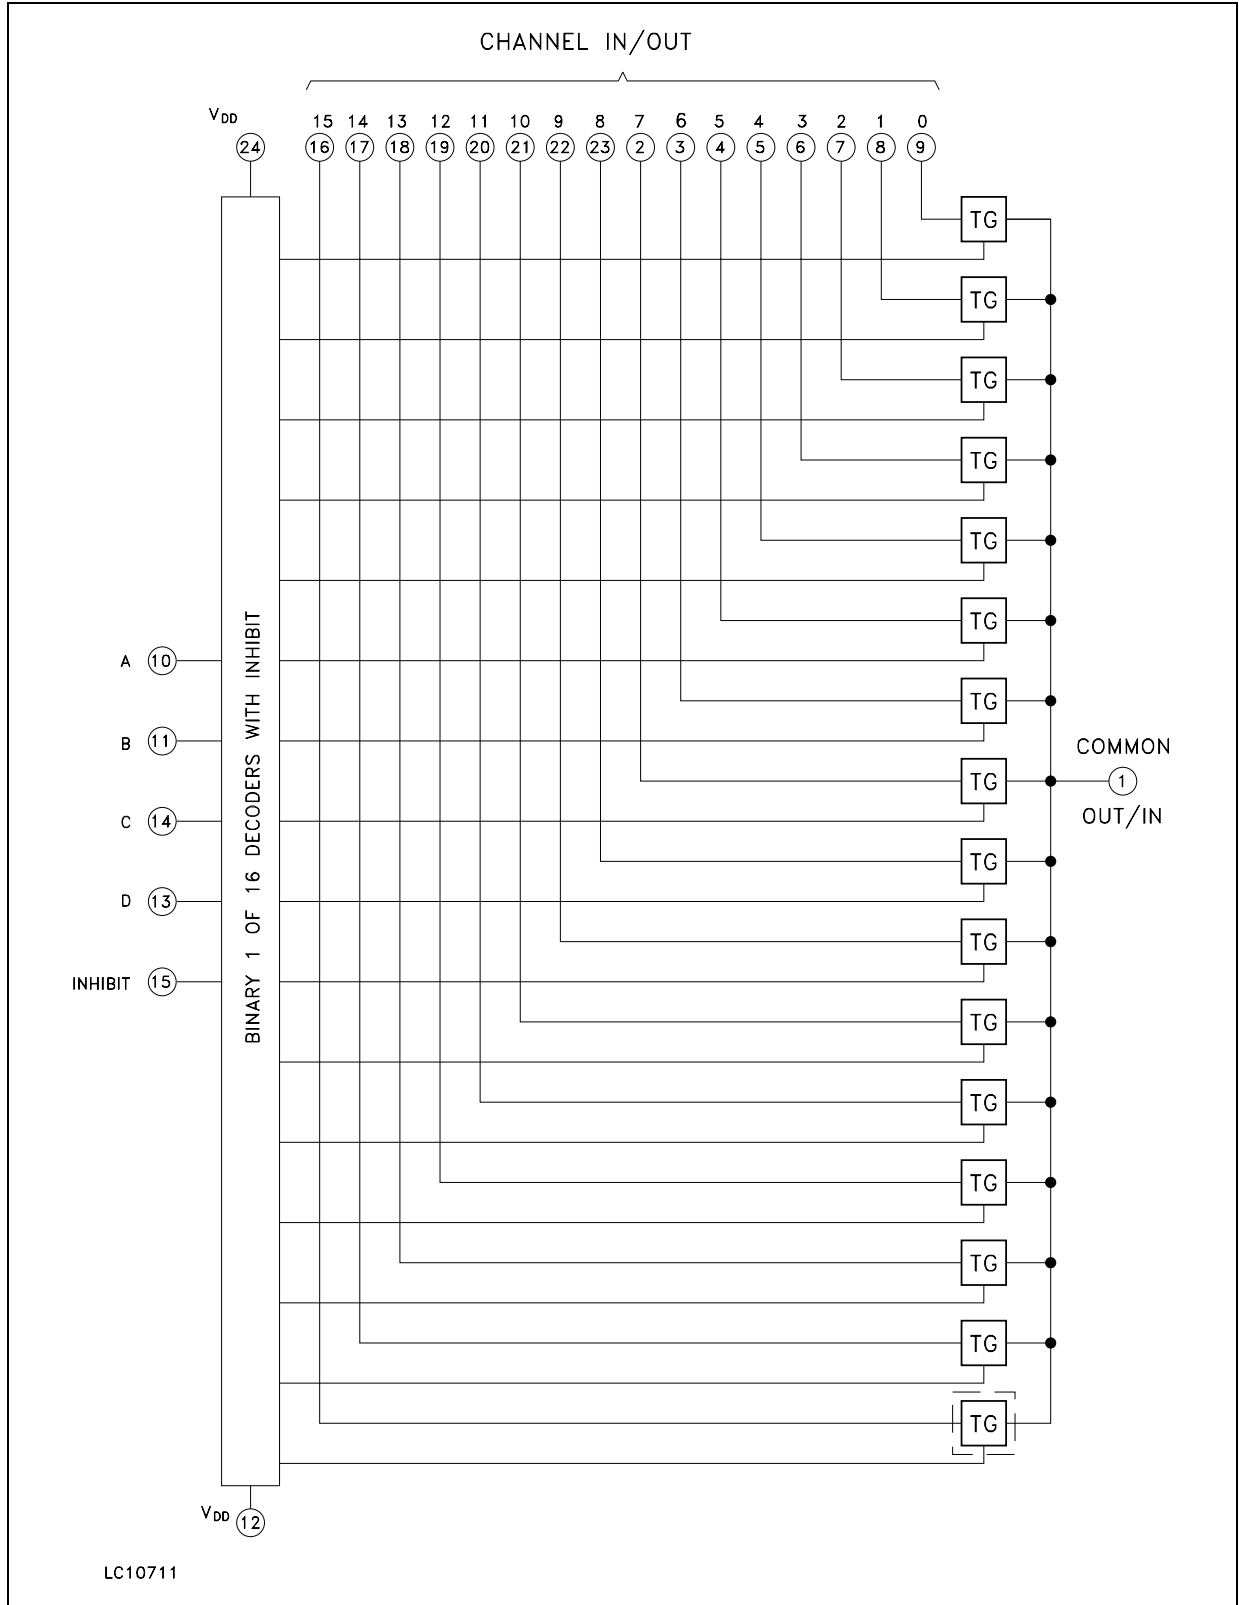 CHANNEL IN/OUT
VDD
15 14 13 12 11 10 9 8 7 6 5 4 3 2 1 0
24 16 17 18 19 20 21 22 23 2 3 4 5 6 7 8 9
TG
TG
TG
TG
TG
TG
A 10
TG
B 11
COMMON
TG
1
OUT/IN
C 14
TG
D 13
TG
INHIBIT 15
BINARY 1 OF 16 DECODERS WITH INHIBIT
TG
TG
TG
TG
TG
TG
VDD 12
LC10711